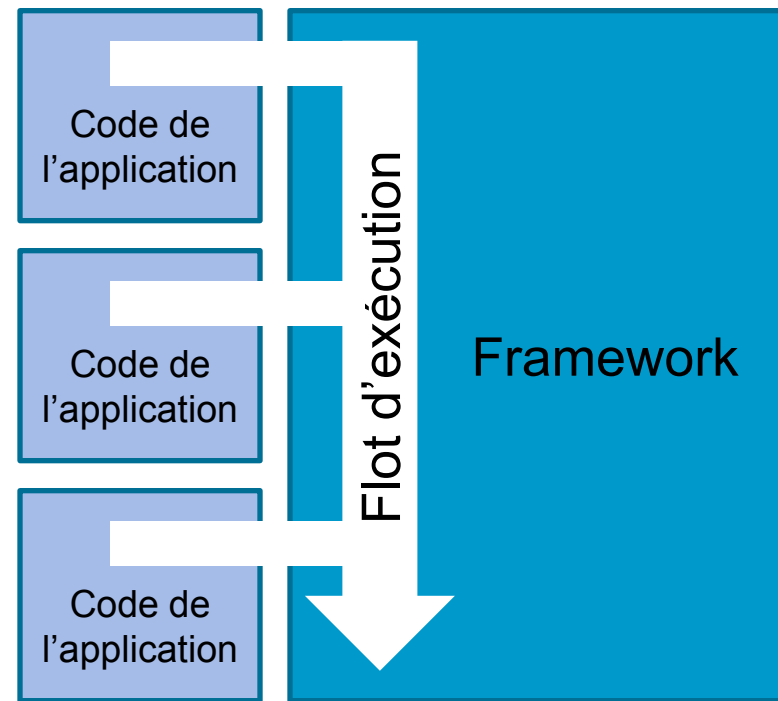 Code de
l’application
Code de
l’application
Code de
l’application
Flot d’exécution
Framework